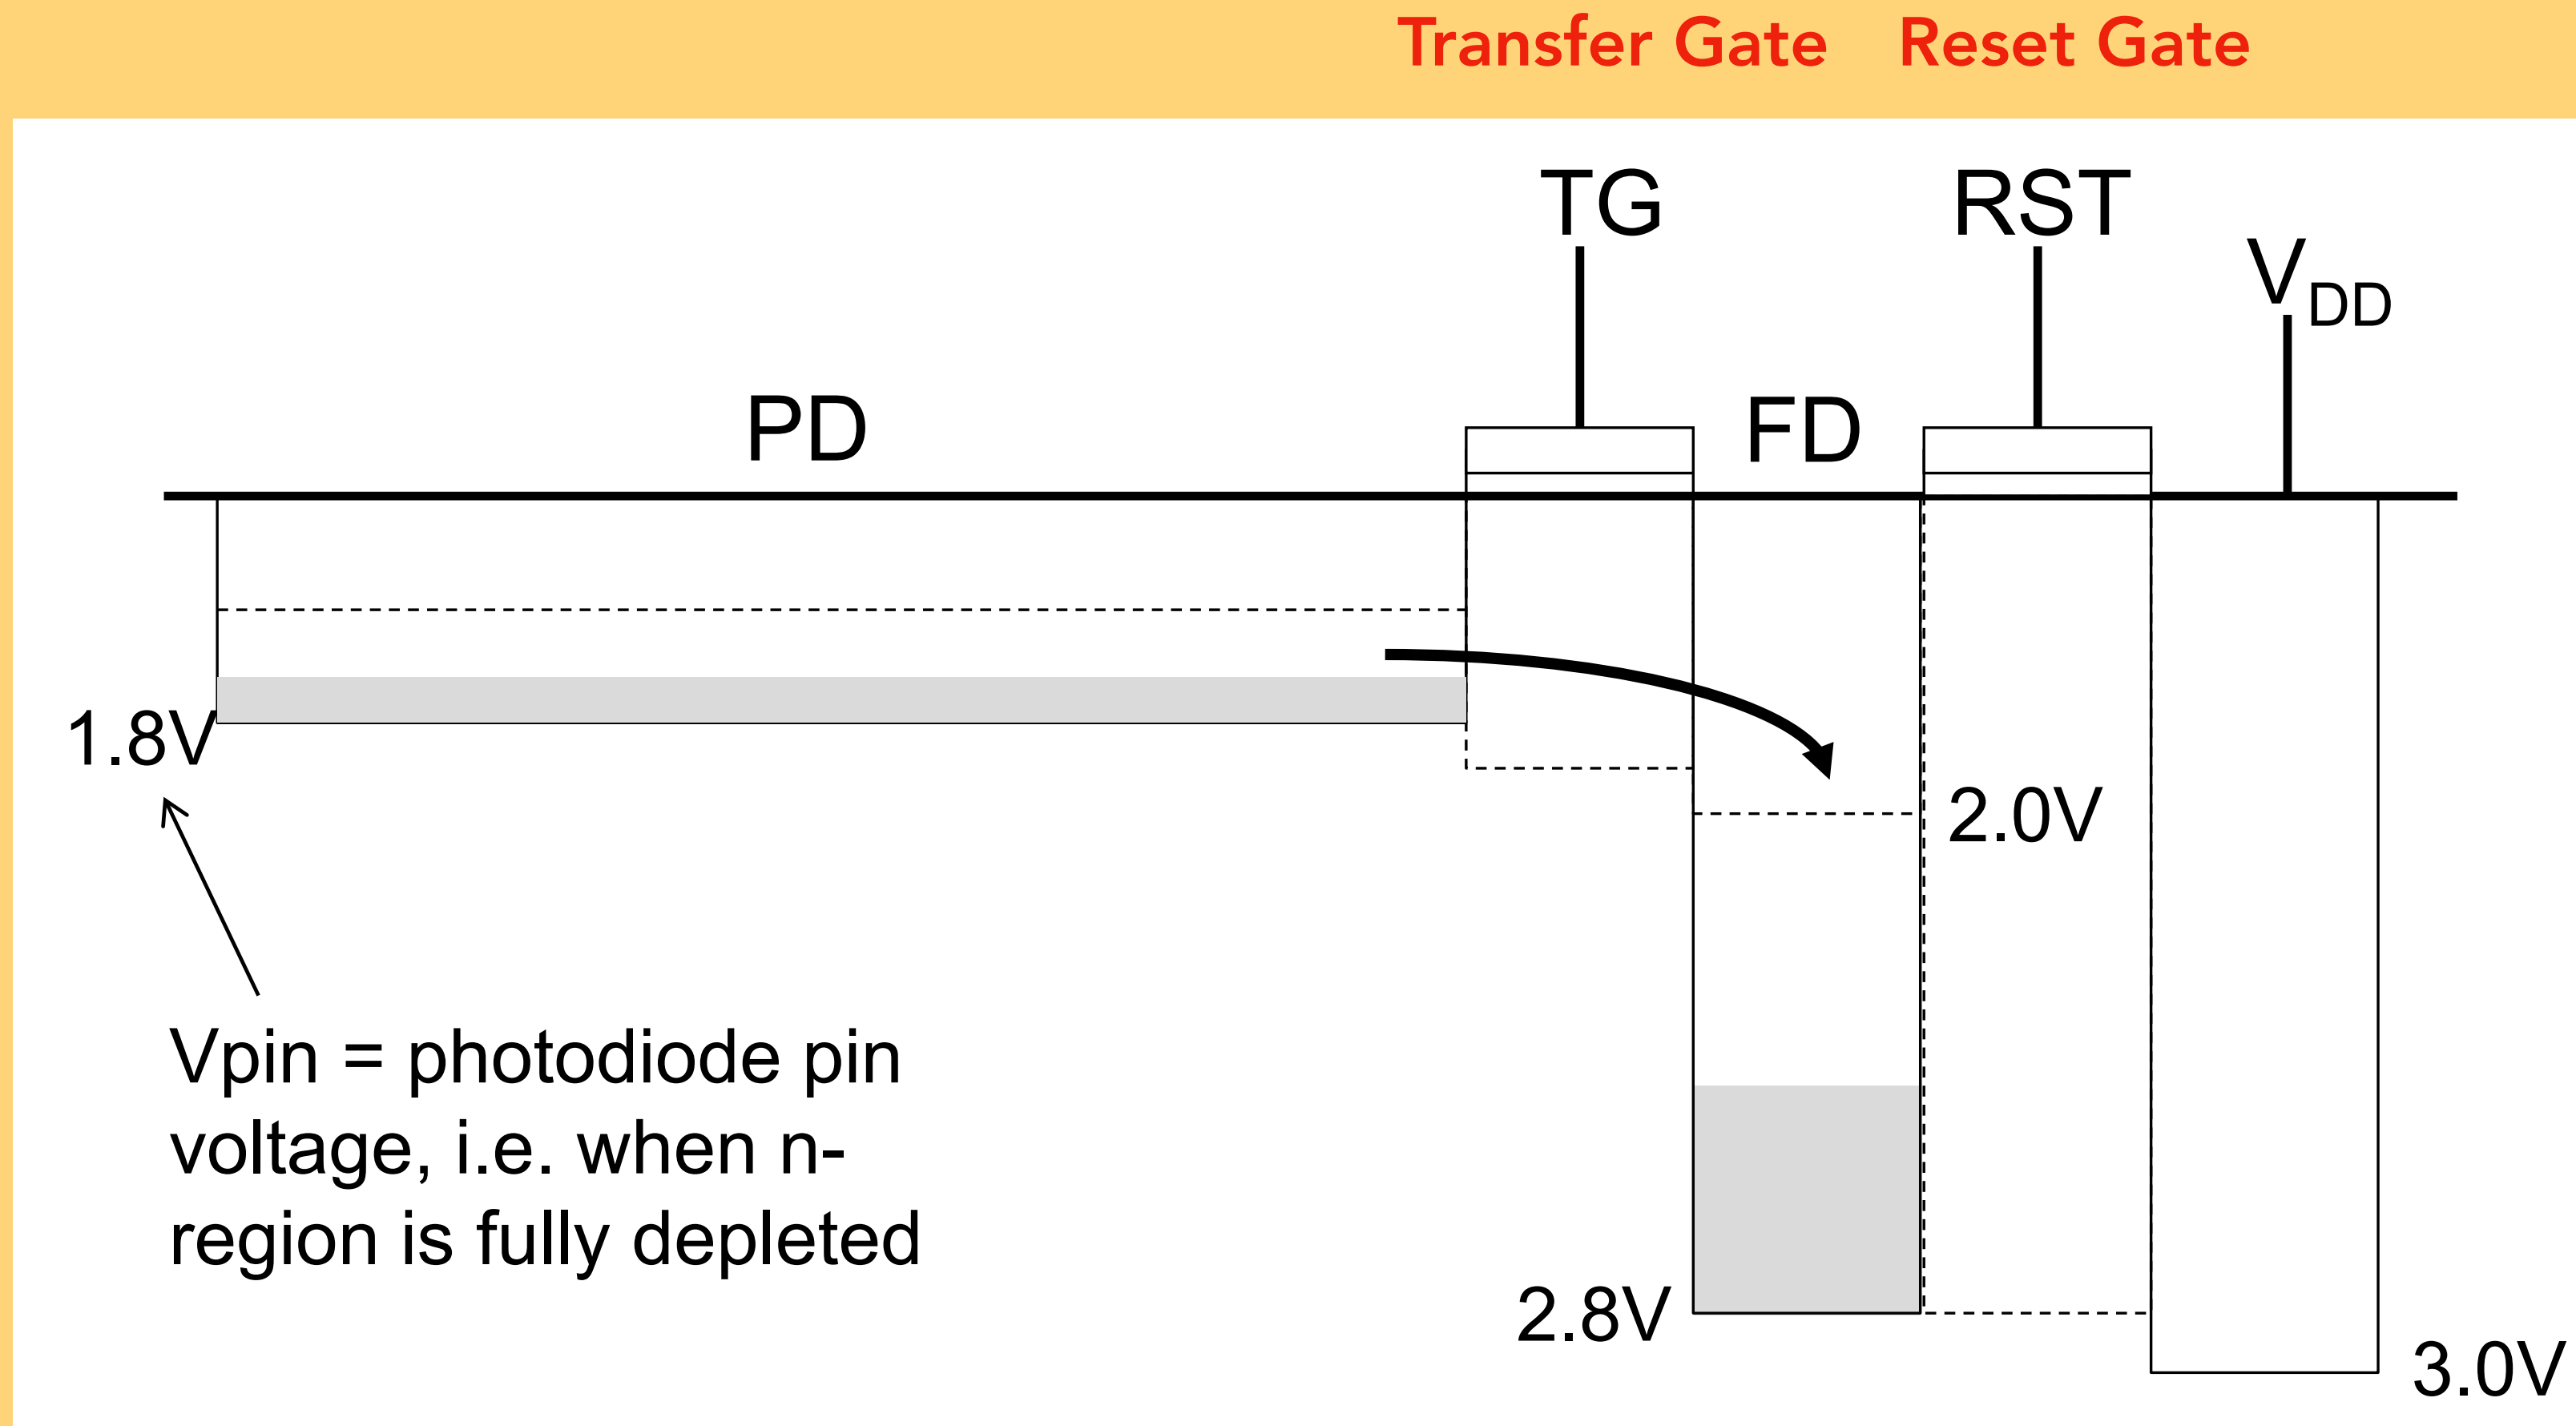 Transfer Gate Reset Gate
TG RST
V_DD
PD FD
1.8V
2.0V
Vpin = photodiode pin
voltage, i.e. when n-
region is fully depleted
2.8V
3.0V